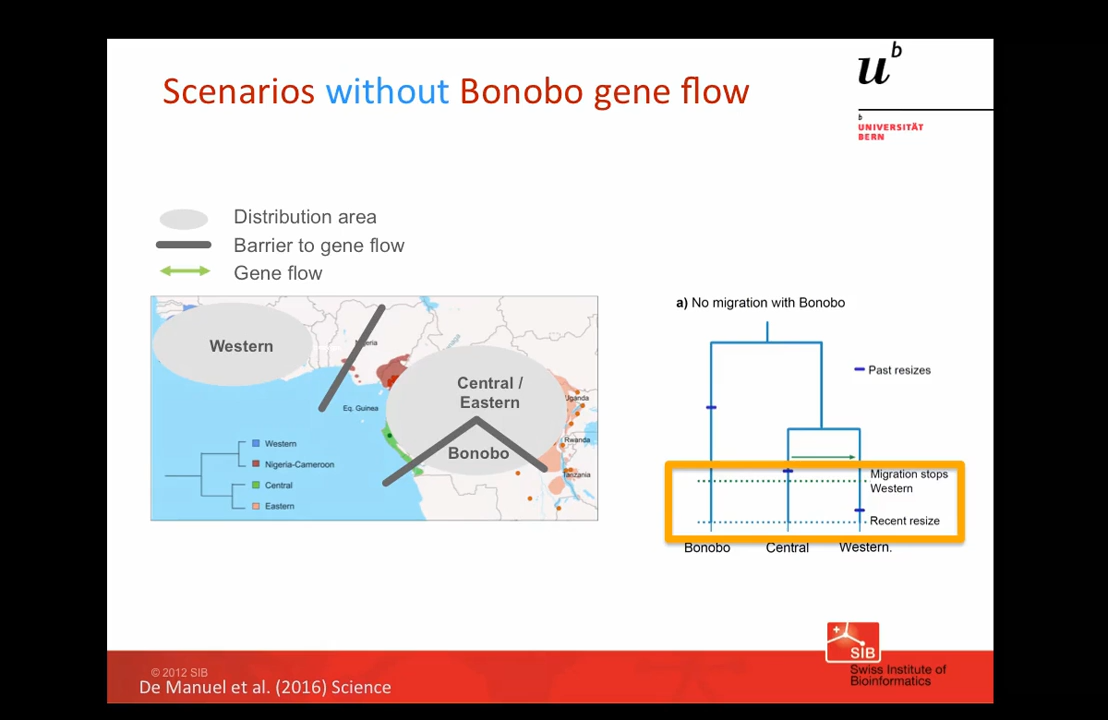 Scenarios without Bonobo gene flow
u b
b
UNIVERSITÄT
BERN
Distribution area
Barrier to gene flow
Gene flow
Western
Central /
Eastern
Bonobo
Eq. Guinea
Uganda
Rwanda
Tanzania
Western
Nigeria-Cameroon
Central
Eastern
a) No migration with Bonobo
Past resizes
Migration stops
Western
Recent resize
Bonobo Central Western.
© 2012 SIB
De Manuel et al. (2016) Science
SIB
Swiss Institute of
Bioinformatics